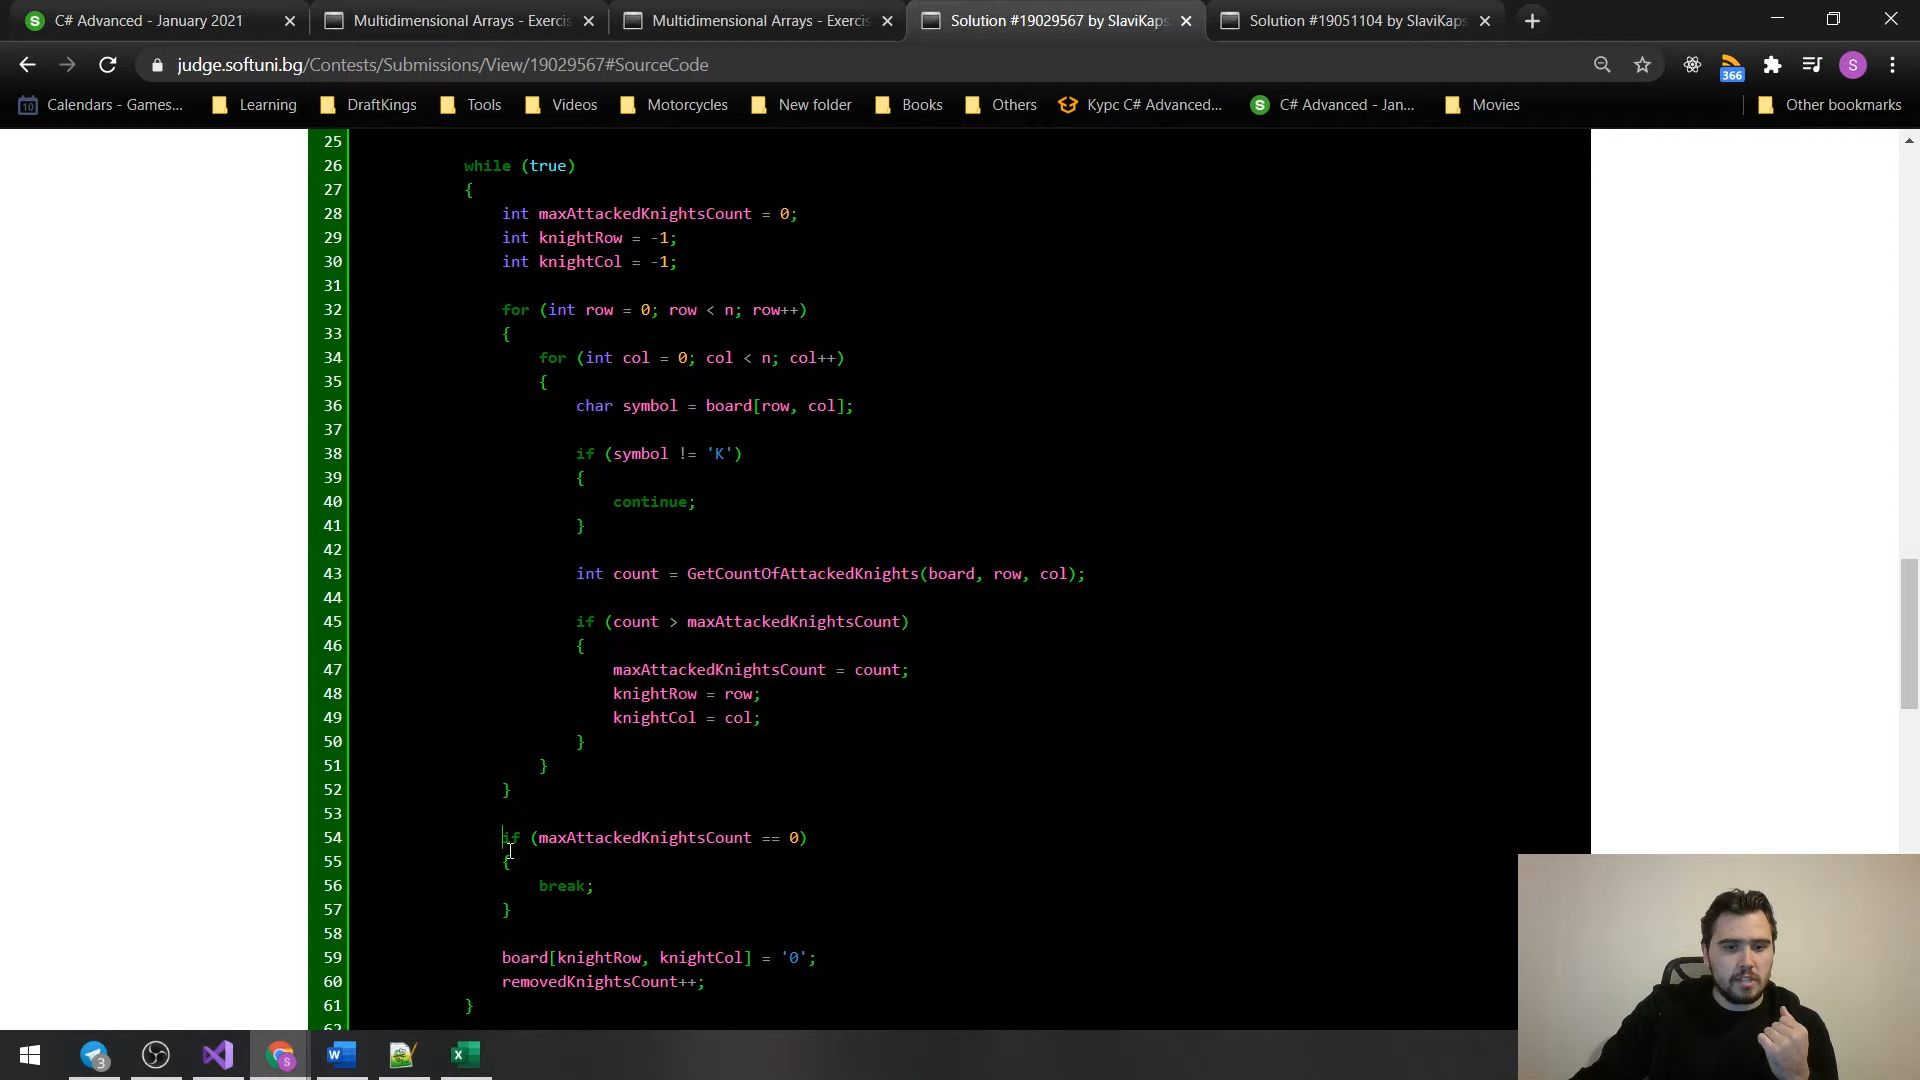 C# Advanced - January 2021
Multidimensional Arrays - Exercis
Multidimensional Arrays - Exercis
Solution #19029567 by SlaviKaps
Solution #19051104 by SlaviKaps
judge.softuni.bg/Contests/Submissions/View/19029567#SourceCode
366
S
10 Calendars - Games...
Learning
DraftKings
Tools
Videos
Motorcycles
New folder
Books
Others
Курс C# Advanced...
S C# Advanced - Jan...
Movies
Other bookmarks
25
26 while (true)
27 {
28 int maxAttackedKnightsCount = 0;
29 int knightRow = -1;
30 int knightCol = -1;
31
32 for (int row = 0; row < n; row++)
33 {
34 for (int col = 0; col < n; col++)
35 {
36 char symbol = board[row, col];
37
38 if (symbol != 'K')
39 {
40 continue;
41 }
42
43 int count = GetCountOfAttackedKnights(board, row, col);
44
45 if (count > maxAttackedKnightsCount)
46 {
47 maxAttackedKnightsCount = count;
48 knightRow = row;
49 knightCol = col;
50 }
51 }
52 }
53
54 if (maxAttackedKnightsCount == 0)
55 {
56 break;
57 }
58
59 board[knightRow, knightCol] = '0';
60 removedKnightsCount++;
61 }
62
3